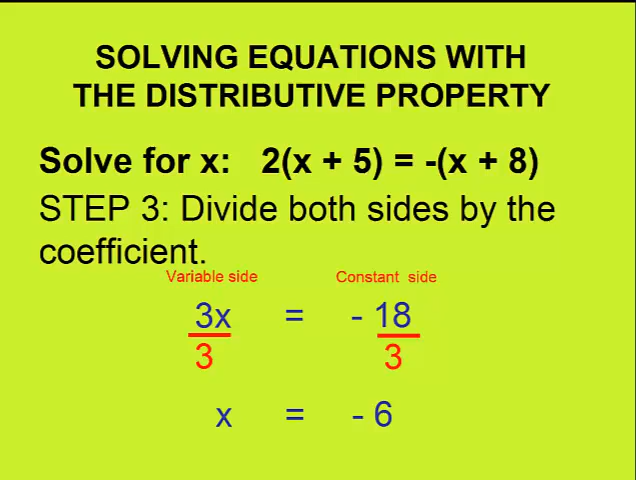 SOLVING EQUATIONS WITH
THE DISTRIBUTIVE PROPERTY
Solve for x: 2(x + 5) = -(x + 8)
STEP 3: Divide both sides by the
coefficient.
Variable side Constant side
3x = - 18
3 3
x = - 6